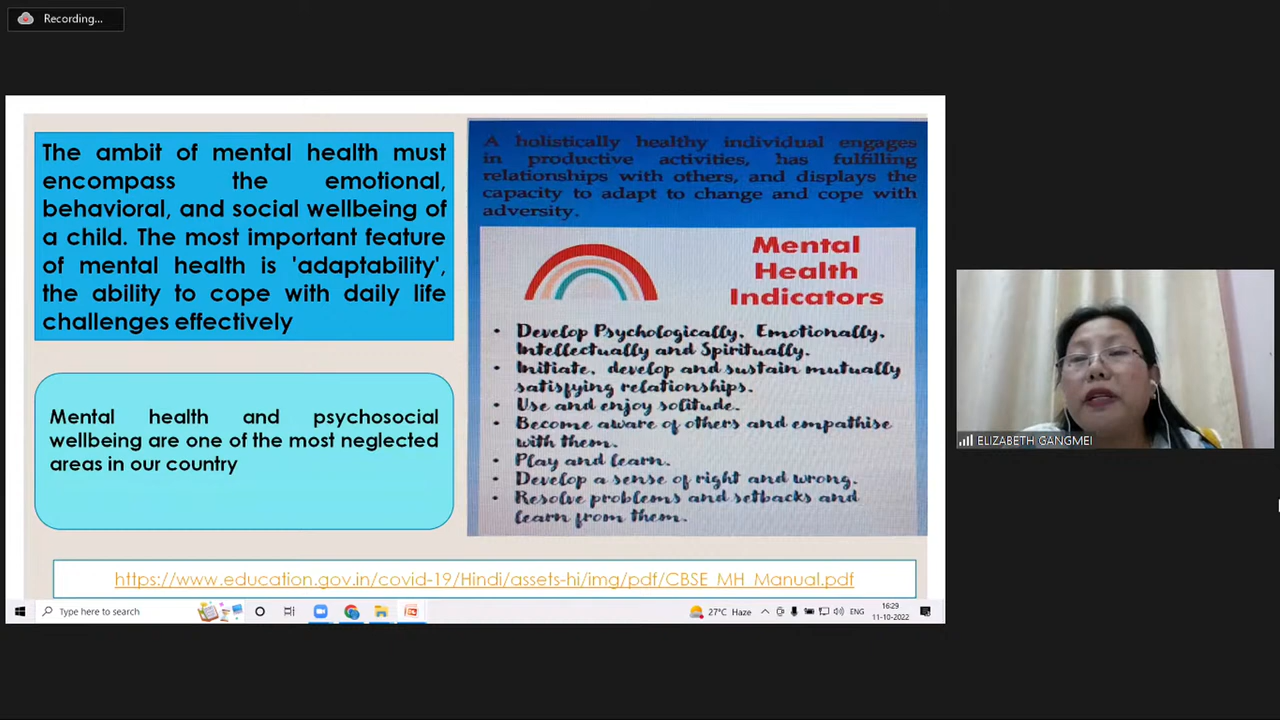 Recording...
The ambit of mental health must
encompass the emotional,
behavioral, and social wellbeing of
a child. The most important feature
of mental health is 'adaptability',
the ability to cope with daily life
challenges effectively
Mental health and psychosocial
wellbeing are one of the most neglected
areas in our country
A holistically healthy individual engages
in productive activities, has fulfilling
relationships with others, and displays the
capacity to adapt to change and cope with
adversity.
Mental
Health
Indicators
• Develop Psychologically, Emotionally,
Intellectually and Spiritually.
• Initiate, develop and sustain mutually
satisfying relationships.
• Use and enjoy solitude.
• Become aware of others and empathise
with them.
• Play and learn.
• Develop a sense of right and wrong.
• Resolve problems and setbacks and
learn from them.
https://www.education.gov.in/covid-19/Hindi/assets-hi/img/pdf/CBSE_MH_Manual.pdf
ELIZABETH GANGMEI
Type here to search
27°C Haze
ENG
16:29
11-10-2022